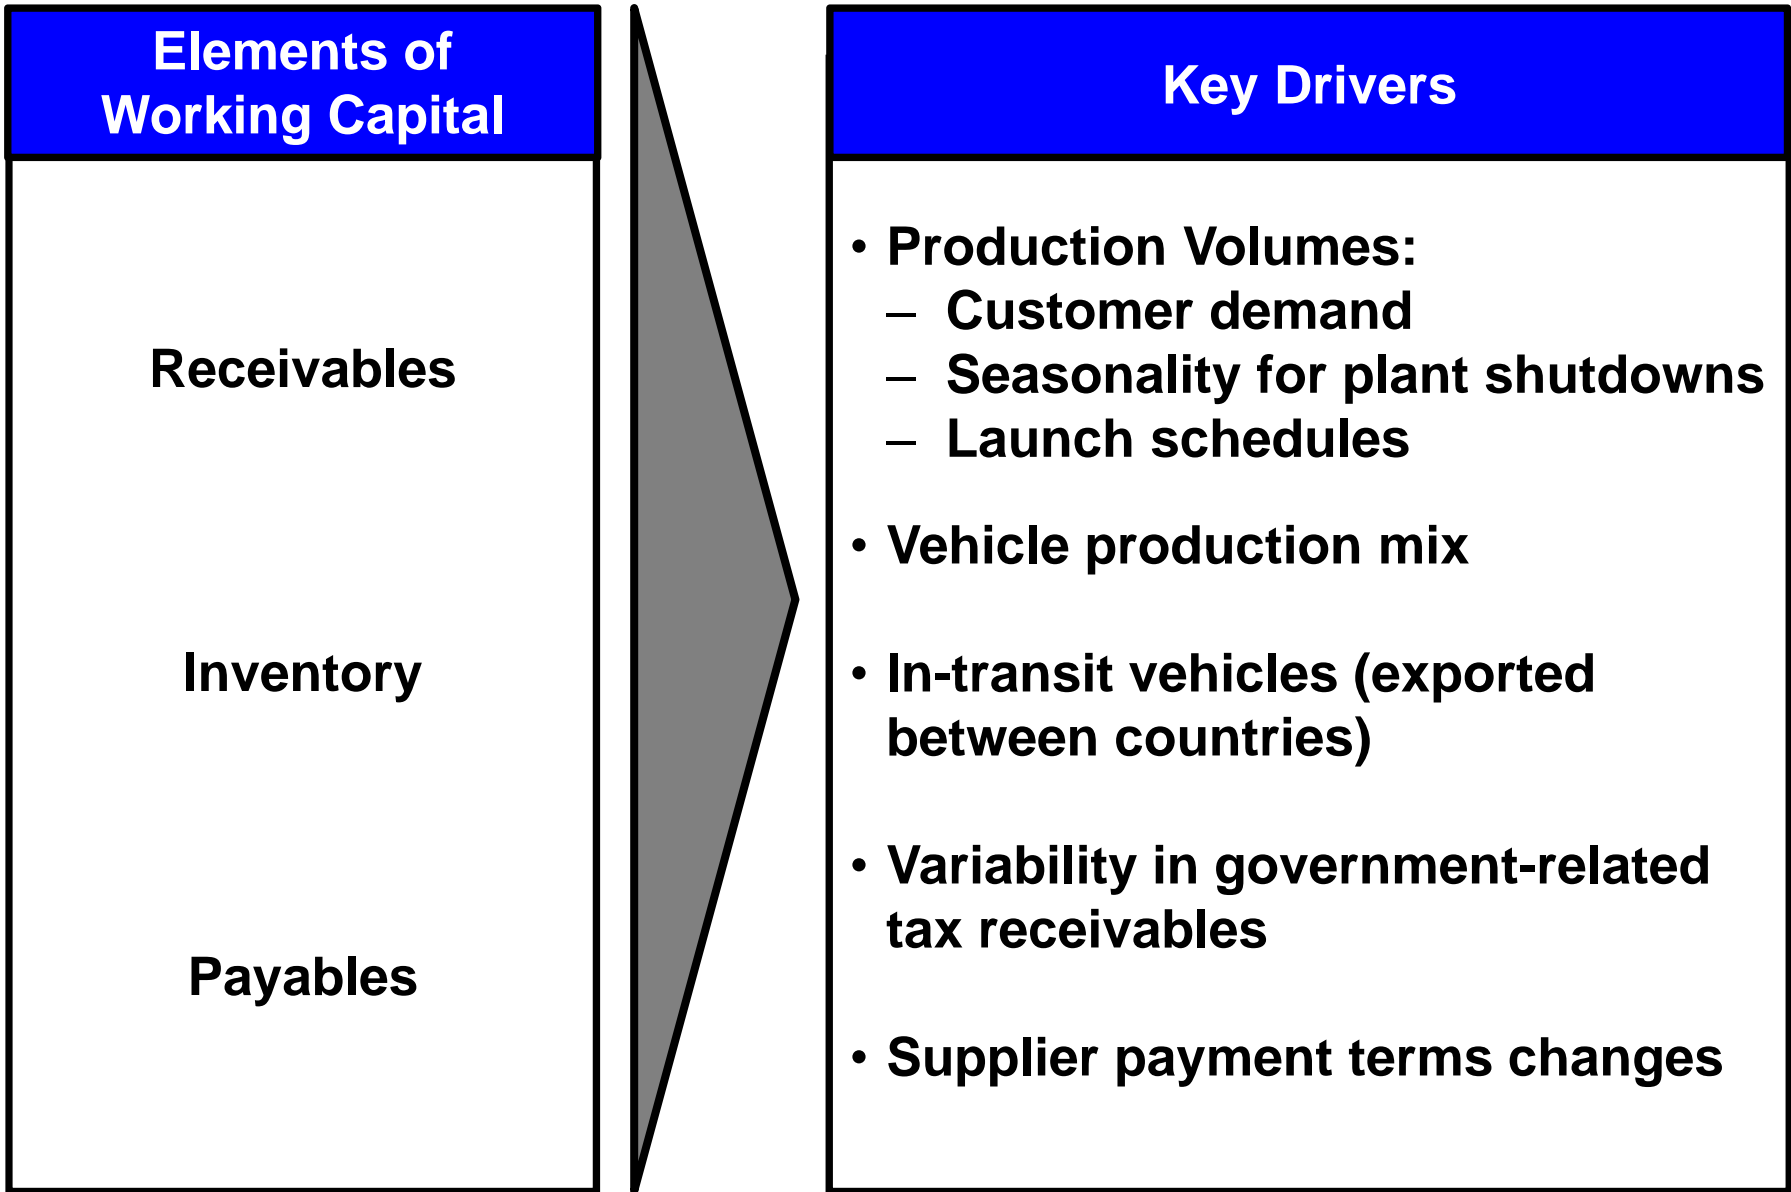 Elements of
Working Capital
Receivables
Inventory
Payables
Key Drivers
• Production Volumes:
– Customer demand
– Seasonality for plant shutdowns
– Launch schedules
• Vehicle production mix
• In-transit vehicles (exported
between countries)
• Variability in government-related
tax receivables
• Supplier payment terms changes